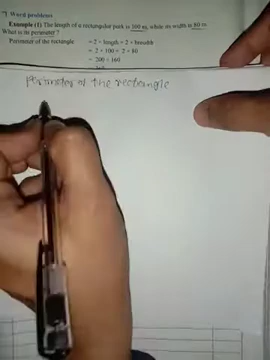 Word problems
Example (1) The length of a rectangular park is 100 m, while its width is 80 m.
What is its perimeter ?
Perimeter of the rectangle = 2 × length + 2 × breadth
= 2 × 100 + 2 × 80
= 200 + 160
Perimeter of the rectangle